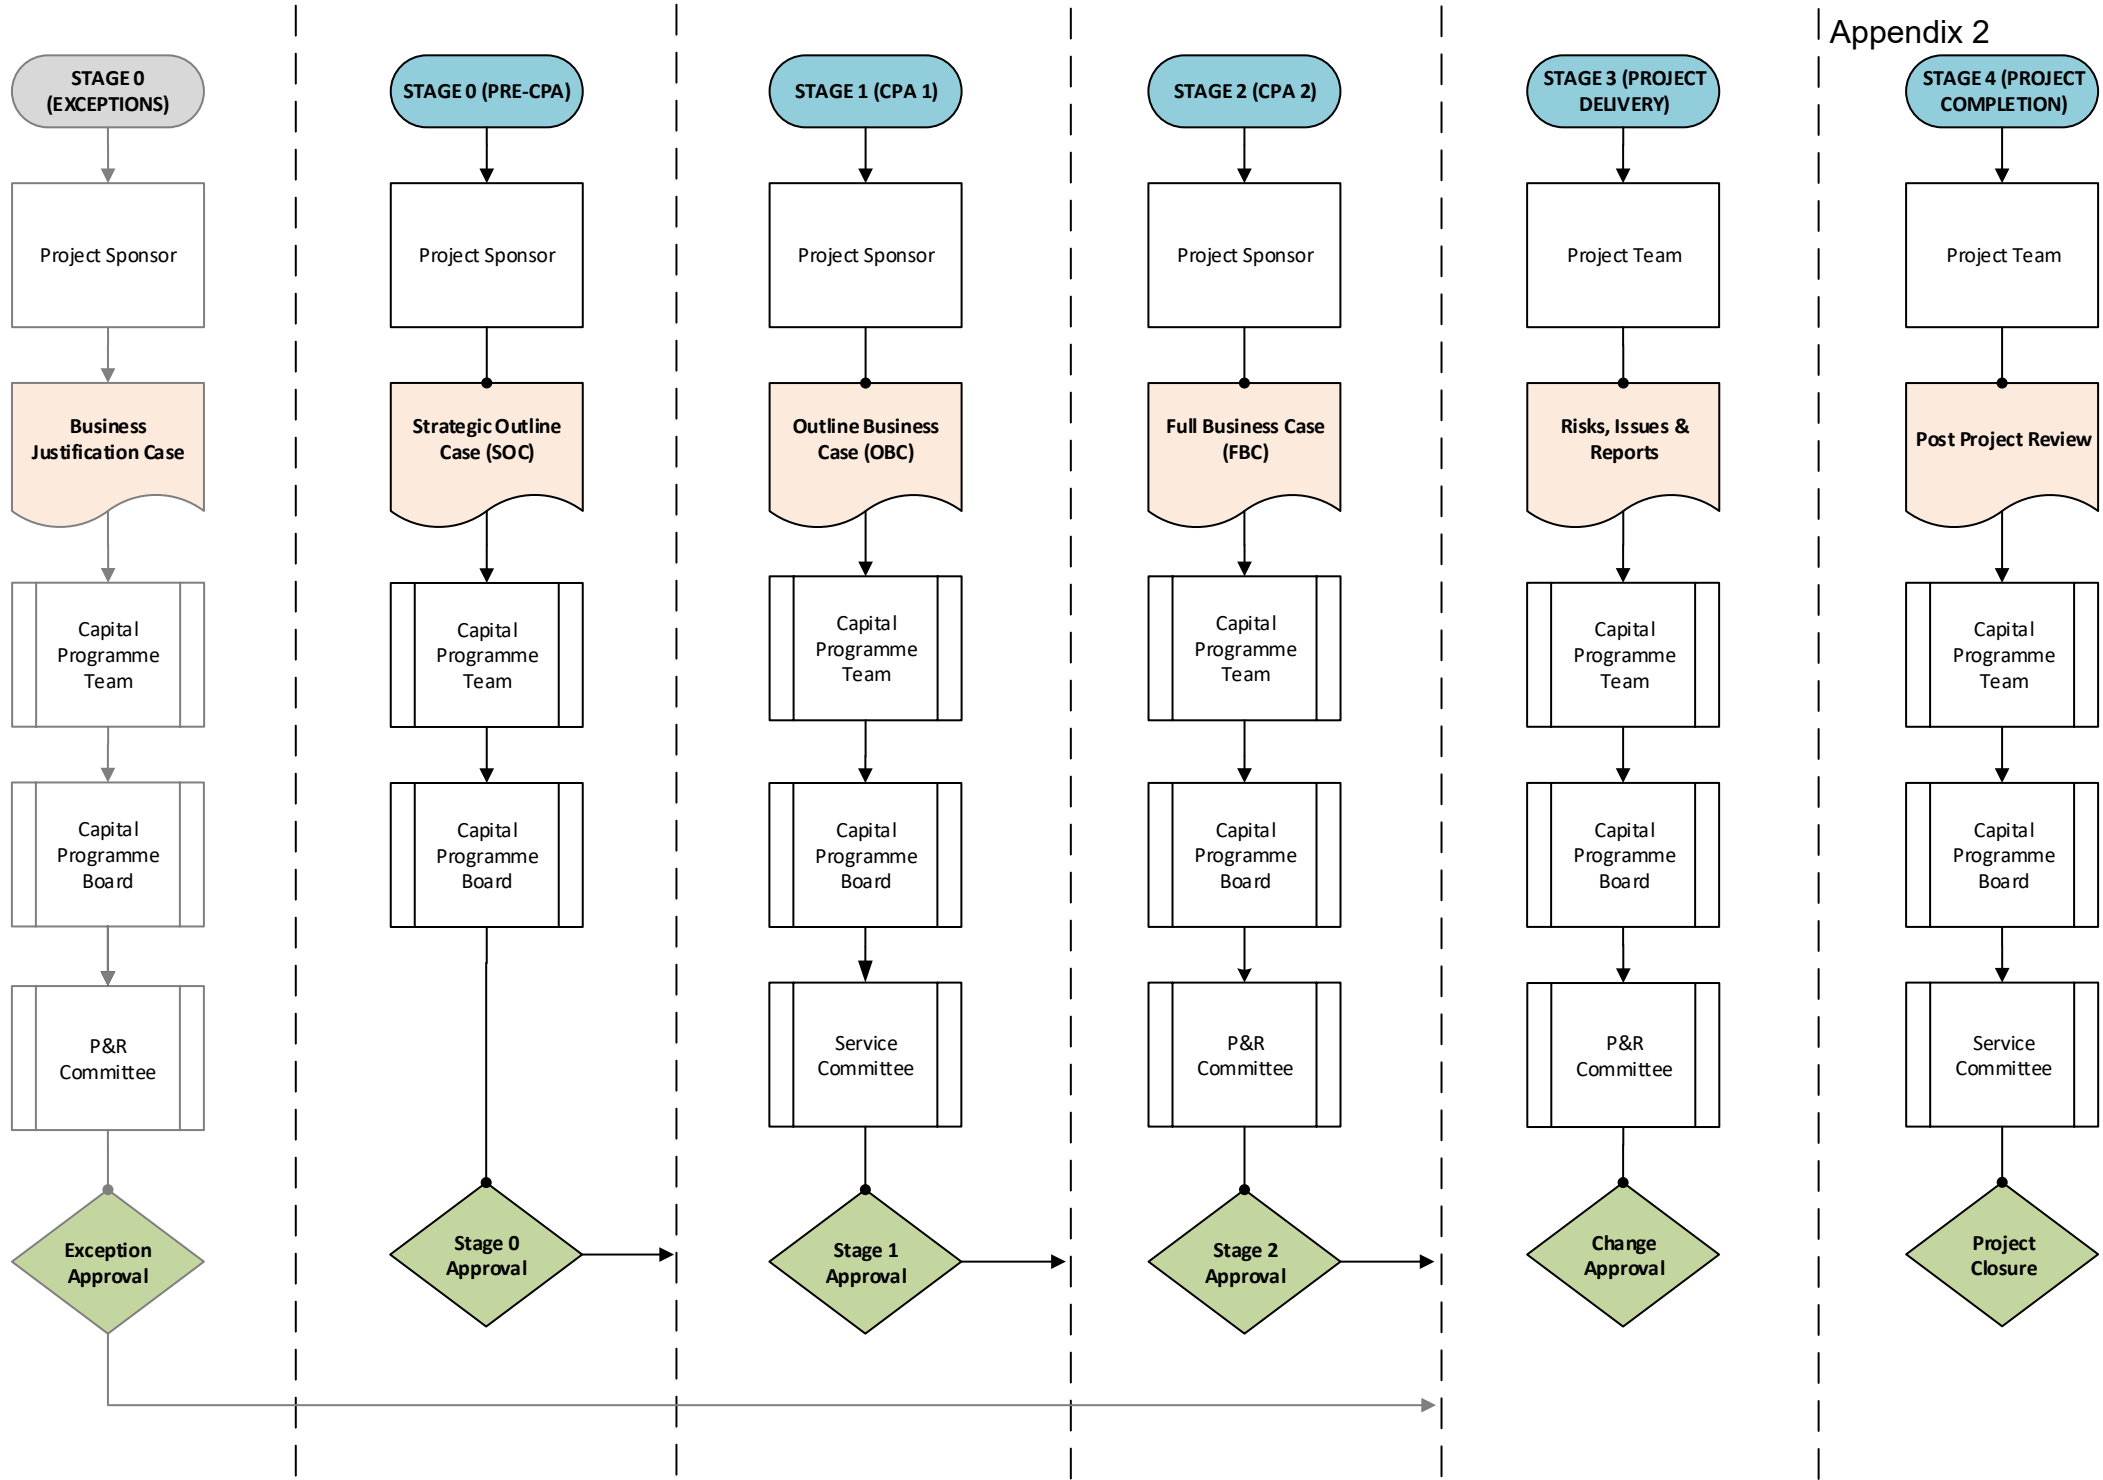 Appendix 2
STAGE 0
(EXCEPTIONS)
Project Sponsor
Business
Justification Case
Capital
Programme
Team
Capital
Programme
Board
P&R
Committee
Exception
Approval
STAGE 0 (PRE-CPA)
Project Sponsor
Strategic Outline
Case (SOC)
Capital
Programme
Team
Capital
Programme
Board
Stage 0
Approval
STAGE 1 (CPA 1)
Project Sponsor
Outline Business
Case (OBC)
Capital
Programme
Team
Capital
Programme
Board
Service
Committee
Stage 1
Approval
STAGE 2 (CPA 2)
Project Sponsor
Full Business Case
(FBC)
Capital
Programme
Team
Capital
Programme
Board
P&R
Committee
Stage 2
Approval
STAGE 3 (PROJECT
DELIVERY)
Project Team
Risks, Issues &
Reports
Capital
Programme
Team
Capital
Programme
Board
P&R
Committee
Change
Approval
STAGE 4 (PROJECT
COMPLETION)
Project Team
Post Project Review
Capital
Programme
Team
Capital
Programme
Board
Service
Committee
Project
Closure